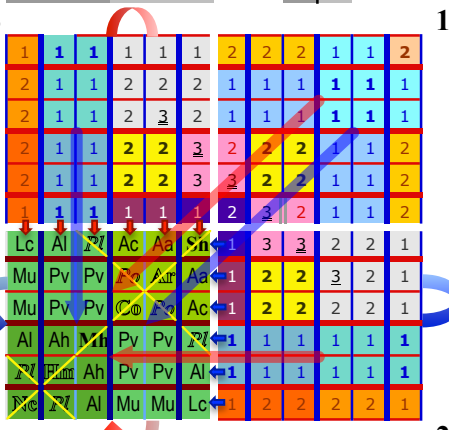 1
1 1 1 1 1 1 2 2 2 1 1 2
2 1 1 2 2 2 1 1 1 1 1 1
2 1 1 2 3 2 1 1 1 1 1 1
2 1 1 2 2 3 2 2 2 1 1 2
2 1 1 2 2 3 3 2 2 1 1 2
1 1 1 1 1 1 2 3 2 1 1 2
Lc Al Pl Ac Aa Sh 1 3 3 2 2 1
Mu Pv Pv Po Ar Aa 1 2 2 3 2 1
Mu Pv Pv Co Po Ac 1 2 2 2 2 1
Al Ah Mh Pv Pv Pl 1 1 1 1 1 1
Pl Hm Ah Pv Pv Al 1 1 1 1 1 1
Nc Pl Al Mu Mu Lc 1 2 2 2 2 1